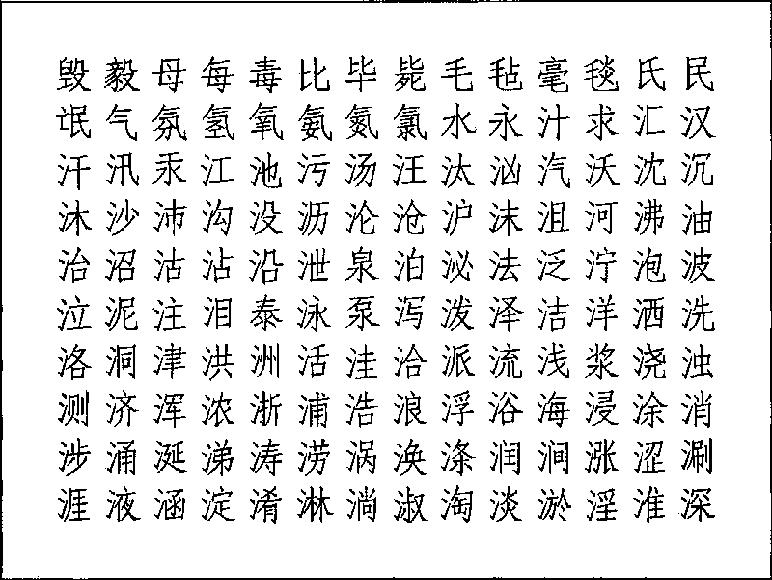 毁毅母每毒比毕毙毛毡毫毯氏民
氓气氛氢氧氨氮氯水永汁求汇汉
汗汛汞江池污汤汪汰汹汽沃沈沉
沐沙沛沟没沥沦沧沪沫沮河沸油
治沼沽沾沿泄泉泊泌法泛泞泡波
泣泥注泪泰泳泵泻泼泽洁洋洒洗
洛洞津洪洲活洼洽派流浅浆浇浊
测济浑浓浙浦浩浪浮浴海浸涂消
涉涌涎涕涛涝涡涣涤润涧涨涩涮
涯液涵淀淆淋淌淑淘淡淤淫淮深